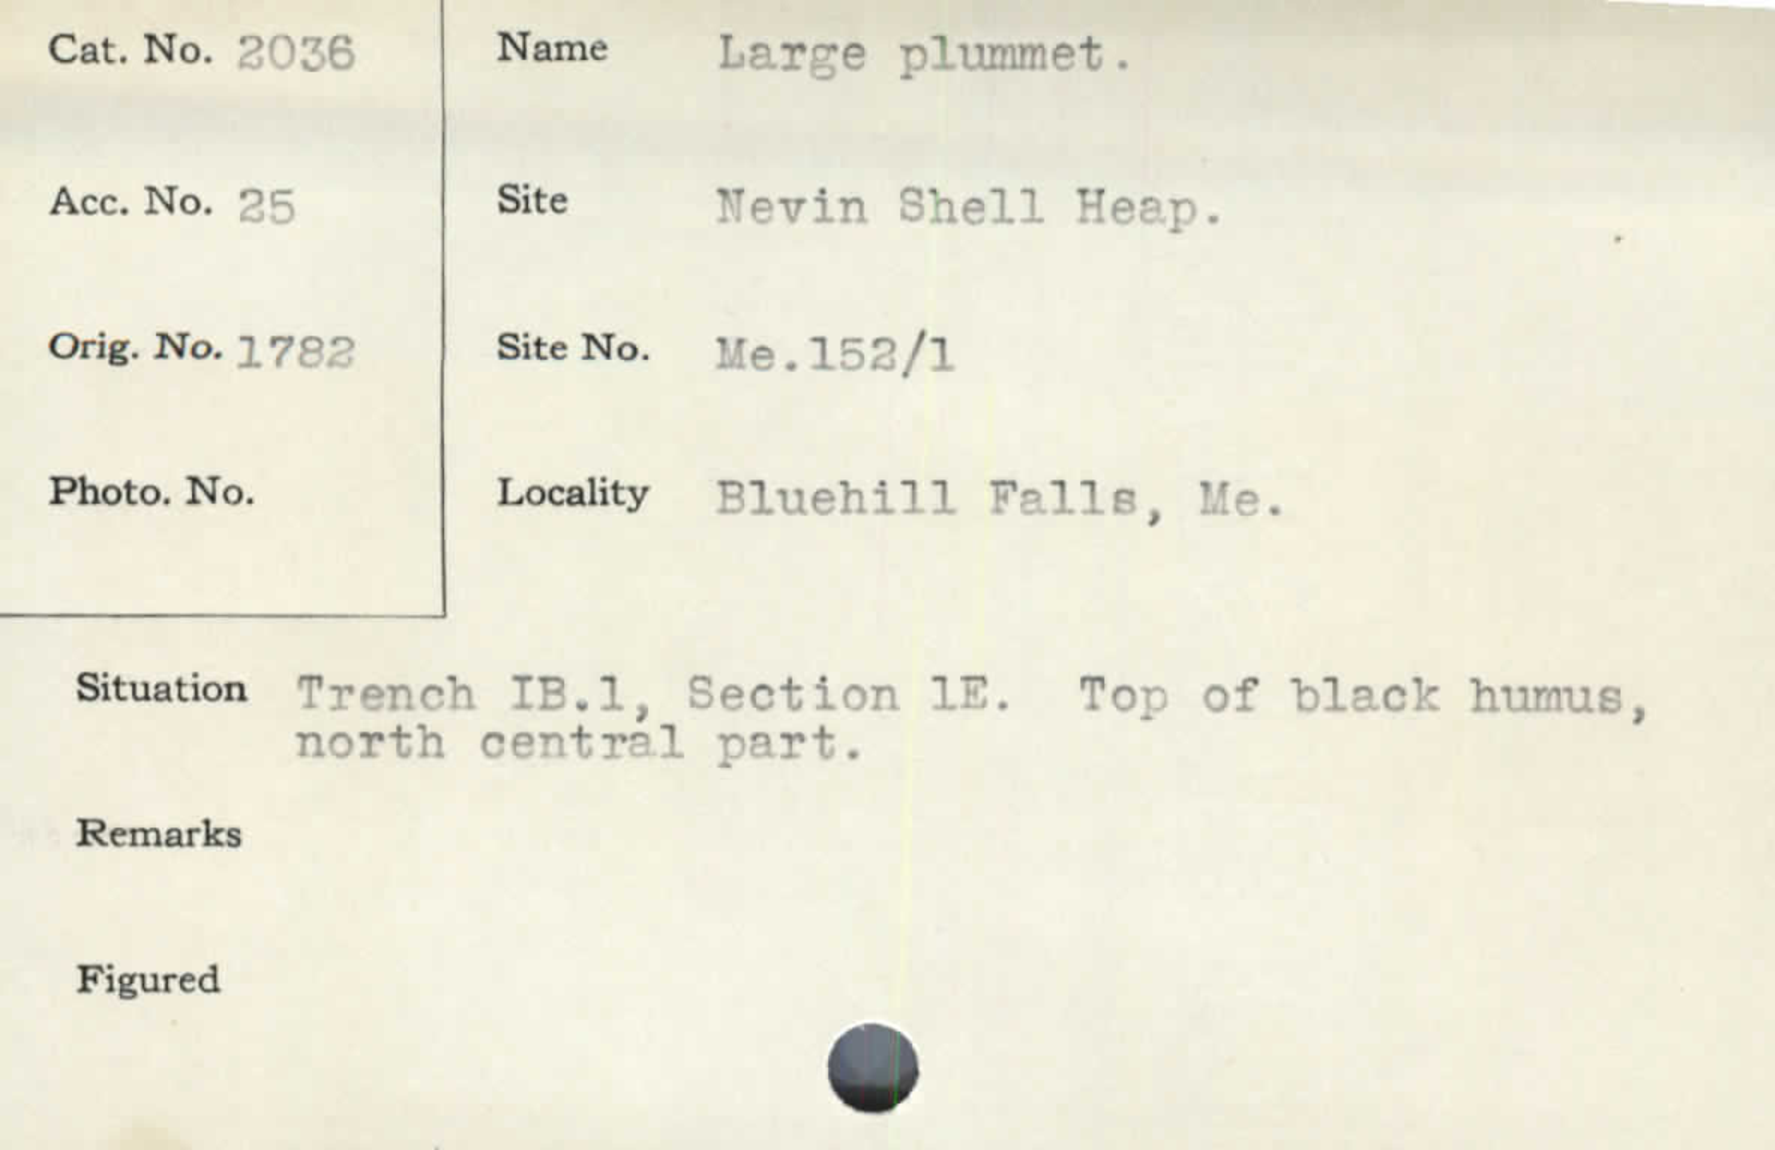 Cat. No. 2036
Name Large plummet.
Acc. No. 25
Site Nevin Shell Heap.
Orig. No. 1782
Site No. Me.152/1
Photo. No.
Locality Bluehill Falls, Me.
Situation Trench IB.1, Section 1E. Top of black humus,
north central part.
Remarks
Figured